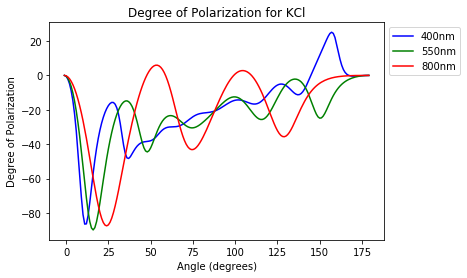 Degree of Polarization for KCl
400nm
550nm
800nm
20
0
−20
−40
−60
−80
Degree of Polarization
0 25 50 75 100 125 150 175
Angle (degrees)